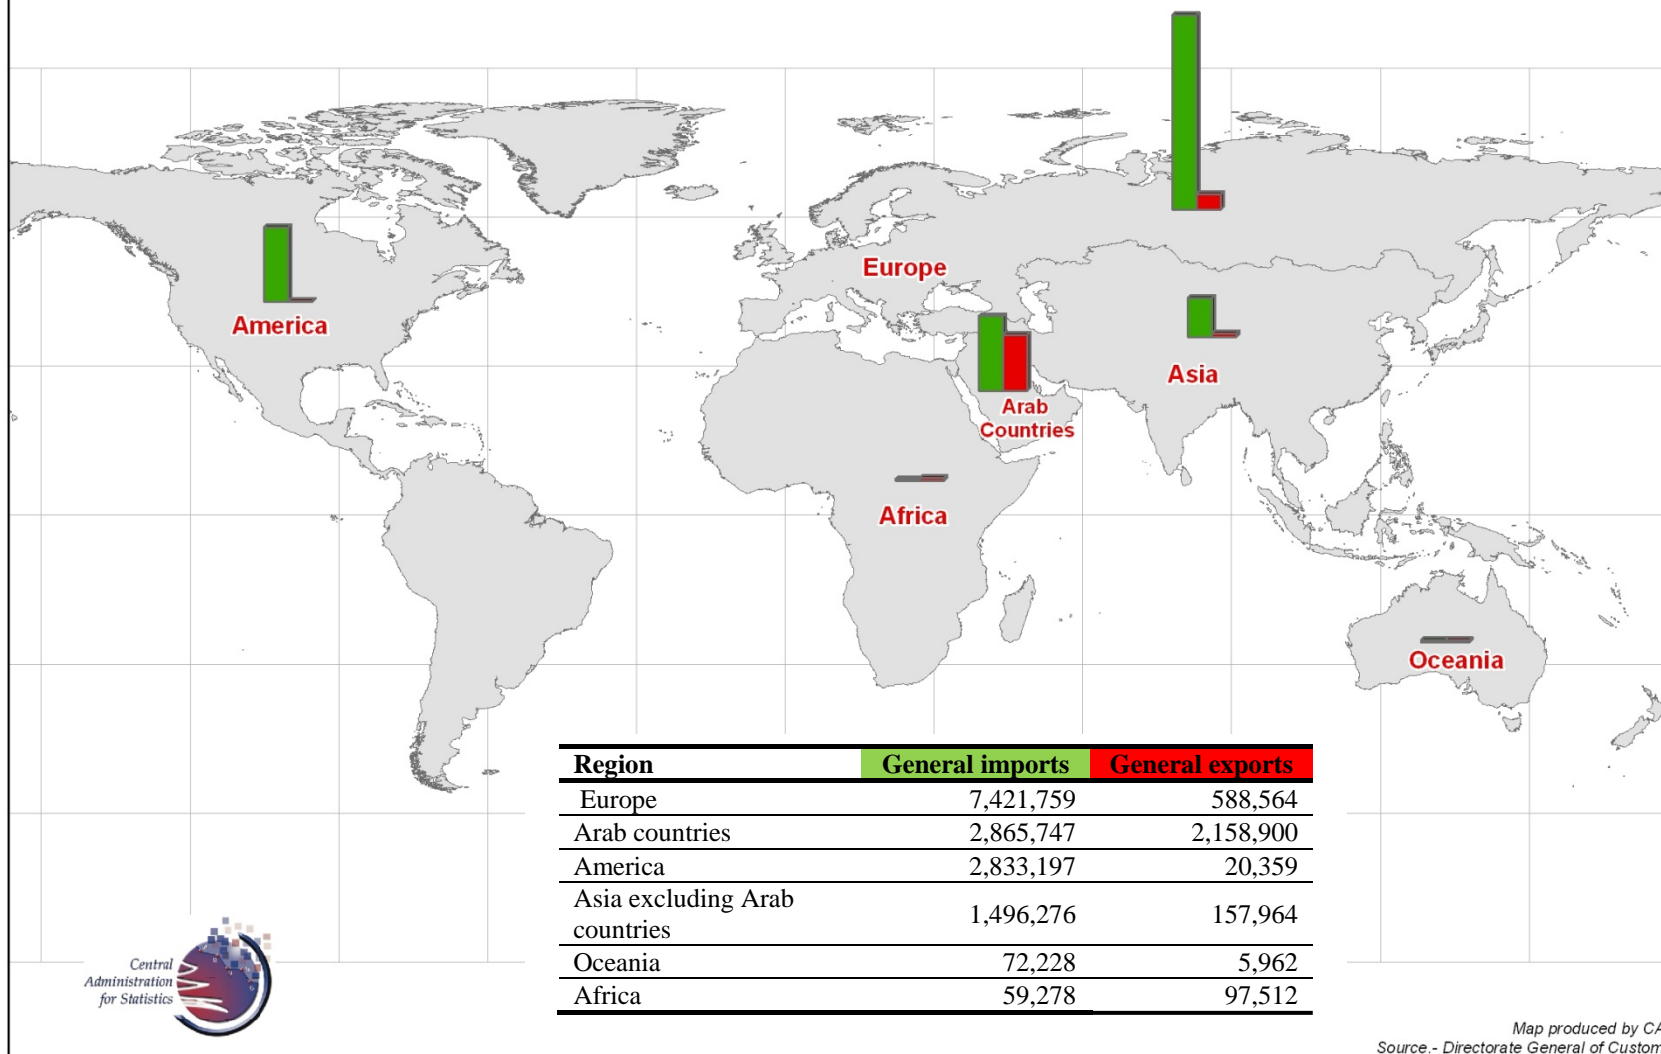 Europe
America
Asia
Arab
Countries
Africa
Oceania
Region General imports General exports
Europe 7,421,759 588,564
Arab countries 2,865,747 2,158,900
America 2,833,197 20,359
Asia excluding Arab
countries 1,496,276 157,964
Oceania 72,228 5,962
Africa 59,278 97,512
Central
Administration
for Statistics
Map produced by CA
Source.- Directorate General of Custom